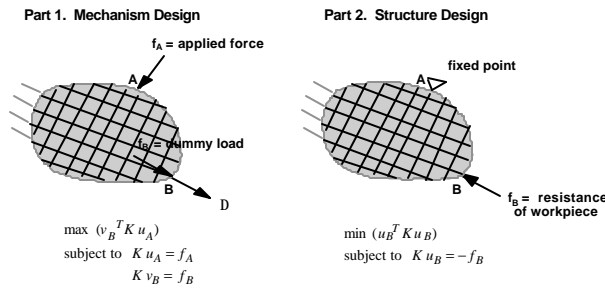 Part 1. Mechanism Design
f_A = applied force
A
f_B = dummy load
B
D
max (v_B^T K u_A)
subject to K u_A = f_A
K v_B = f_B
Part 2. Structure Design
A
fixed point
B
f_B = resistance
of workpiece
min (u_B^T K u_B)
subject to K u_B = -f_B